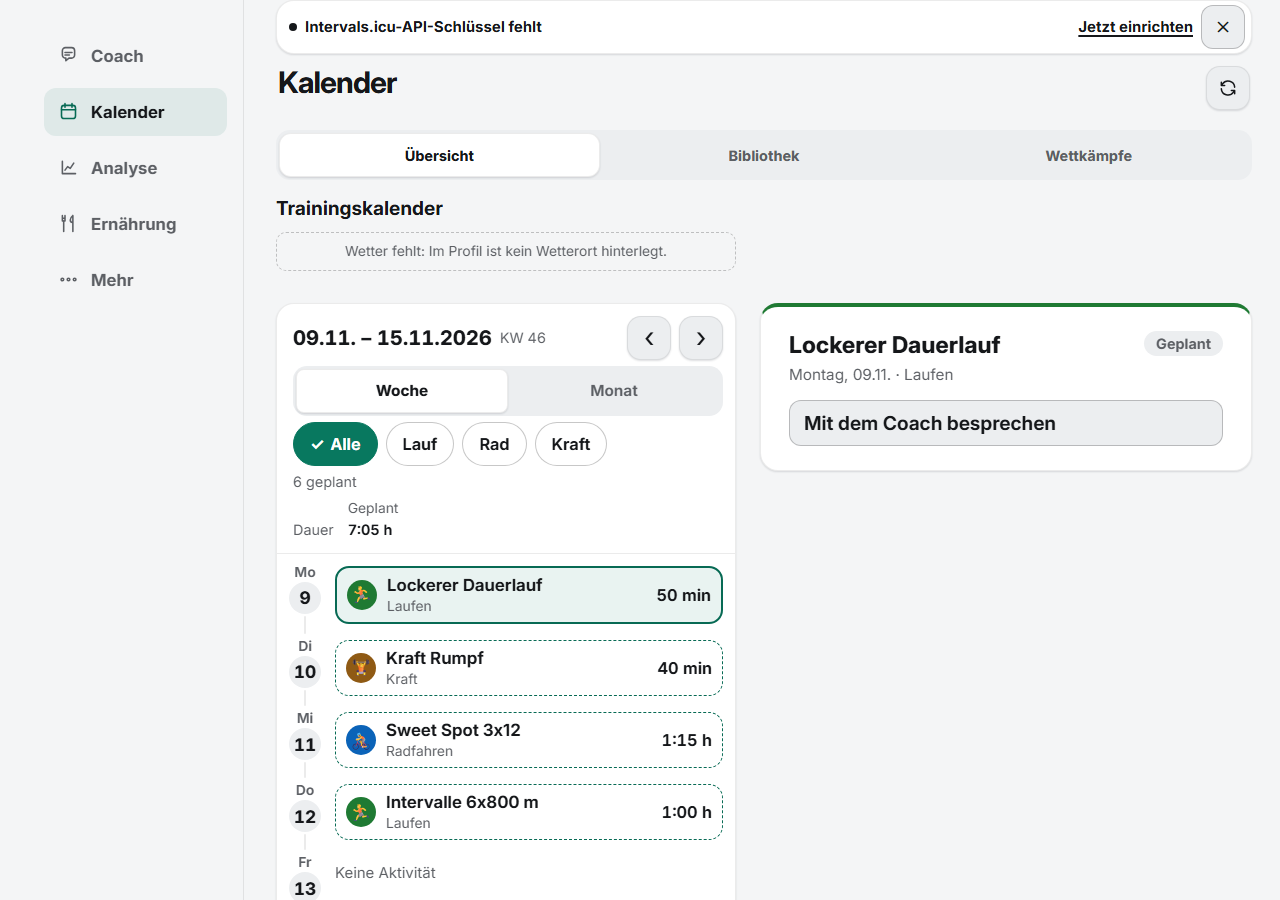 Intervals.icu-API-Schlüssel fehlt
Jetzt einrichten
Coach
Kalender
Analyse
Ernährung
Mehr
Kalender
Übersicht
Bibliothek
Wettkämpfe
Trainingskalender
Wetter fehlt: Im Profil ist kein Wetterort hinterlegt.
09.11. – 15.11.2026 KW 46
Woche
Monat
Alle
Lauf
Rad
Kraft
6 geplant
Geplant
Dauer 7:05 h
Mo
9
Lockerer Dauerlauf
Laufen
50 min
Di
10
Kraft Rumpf
Kraft
40 min
Mi
11
Sweet Spot 3x12
Radfahren
1:15 h
Do
12
Intervalle 6x800 m
Laufen
1:00 h
Fr
13
Keine Aktivität
Lockerer Dauerlauf
Geplant
Montag, 09.11. · Laufen
Mit dem Coach besprechen